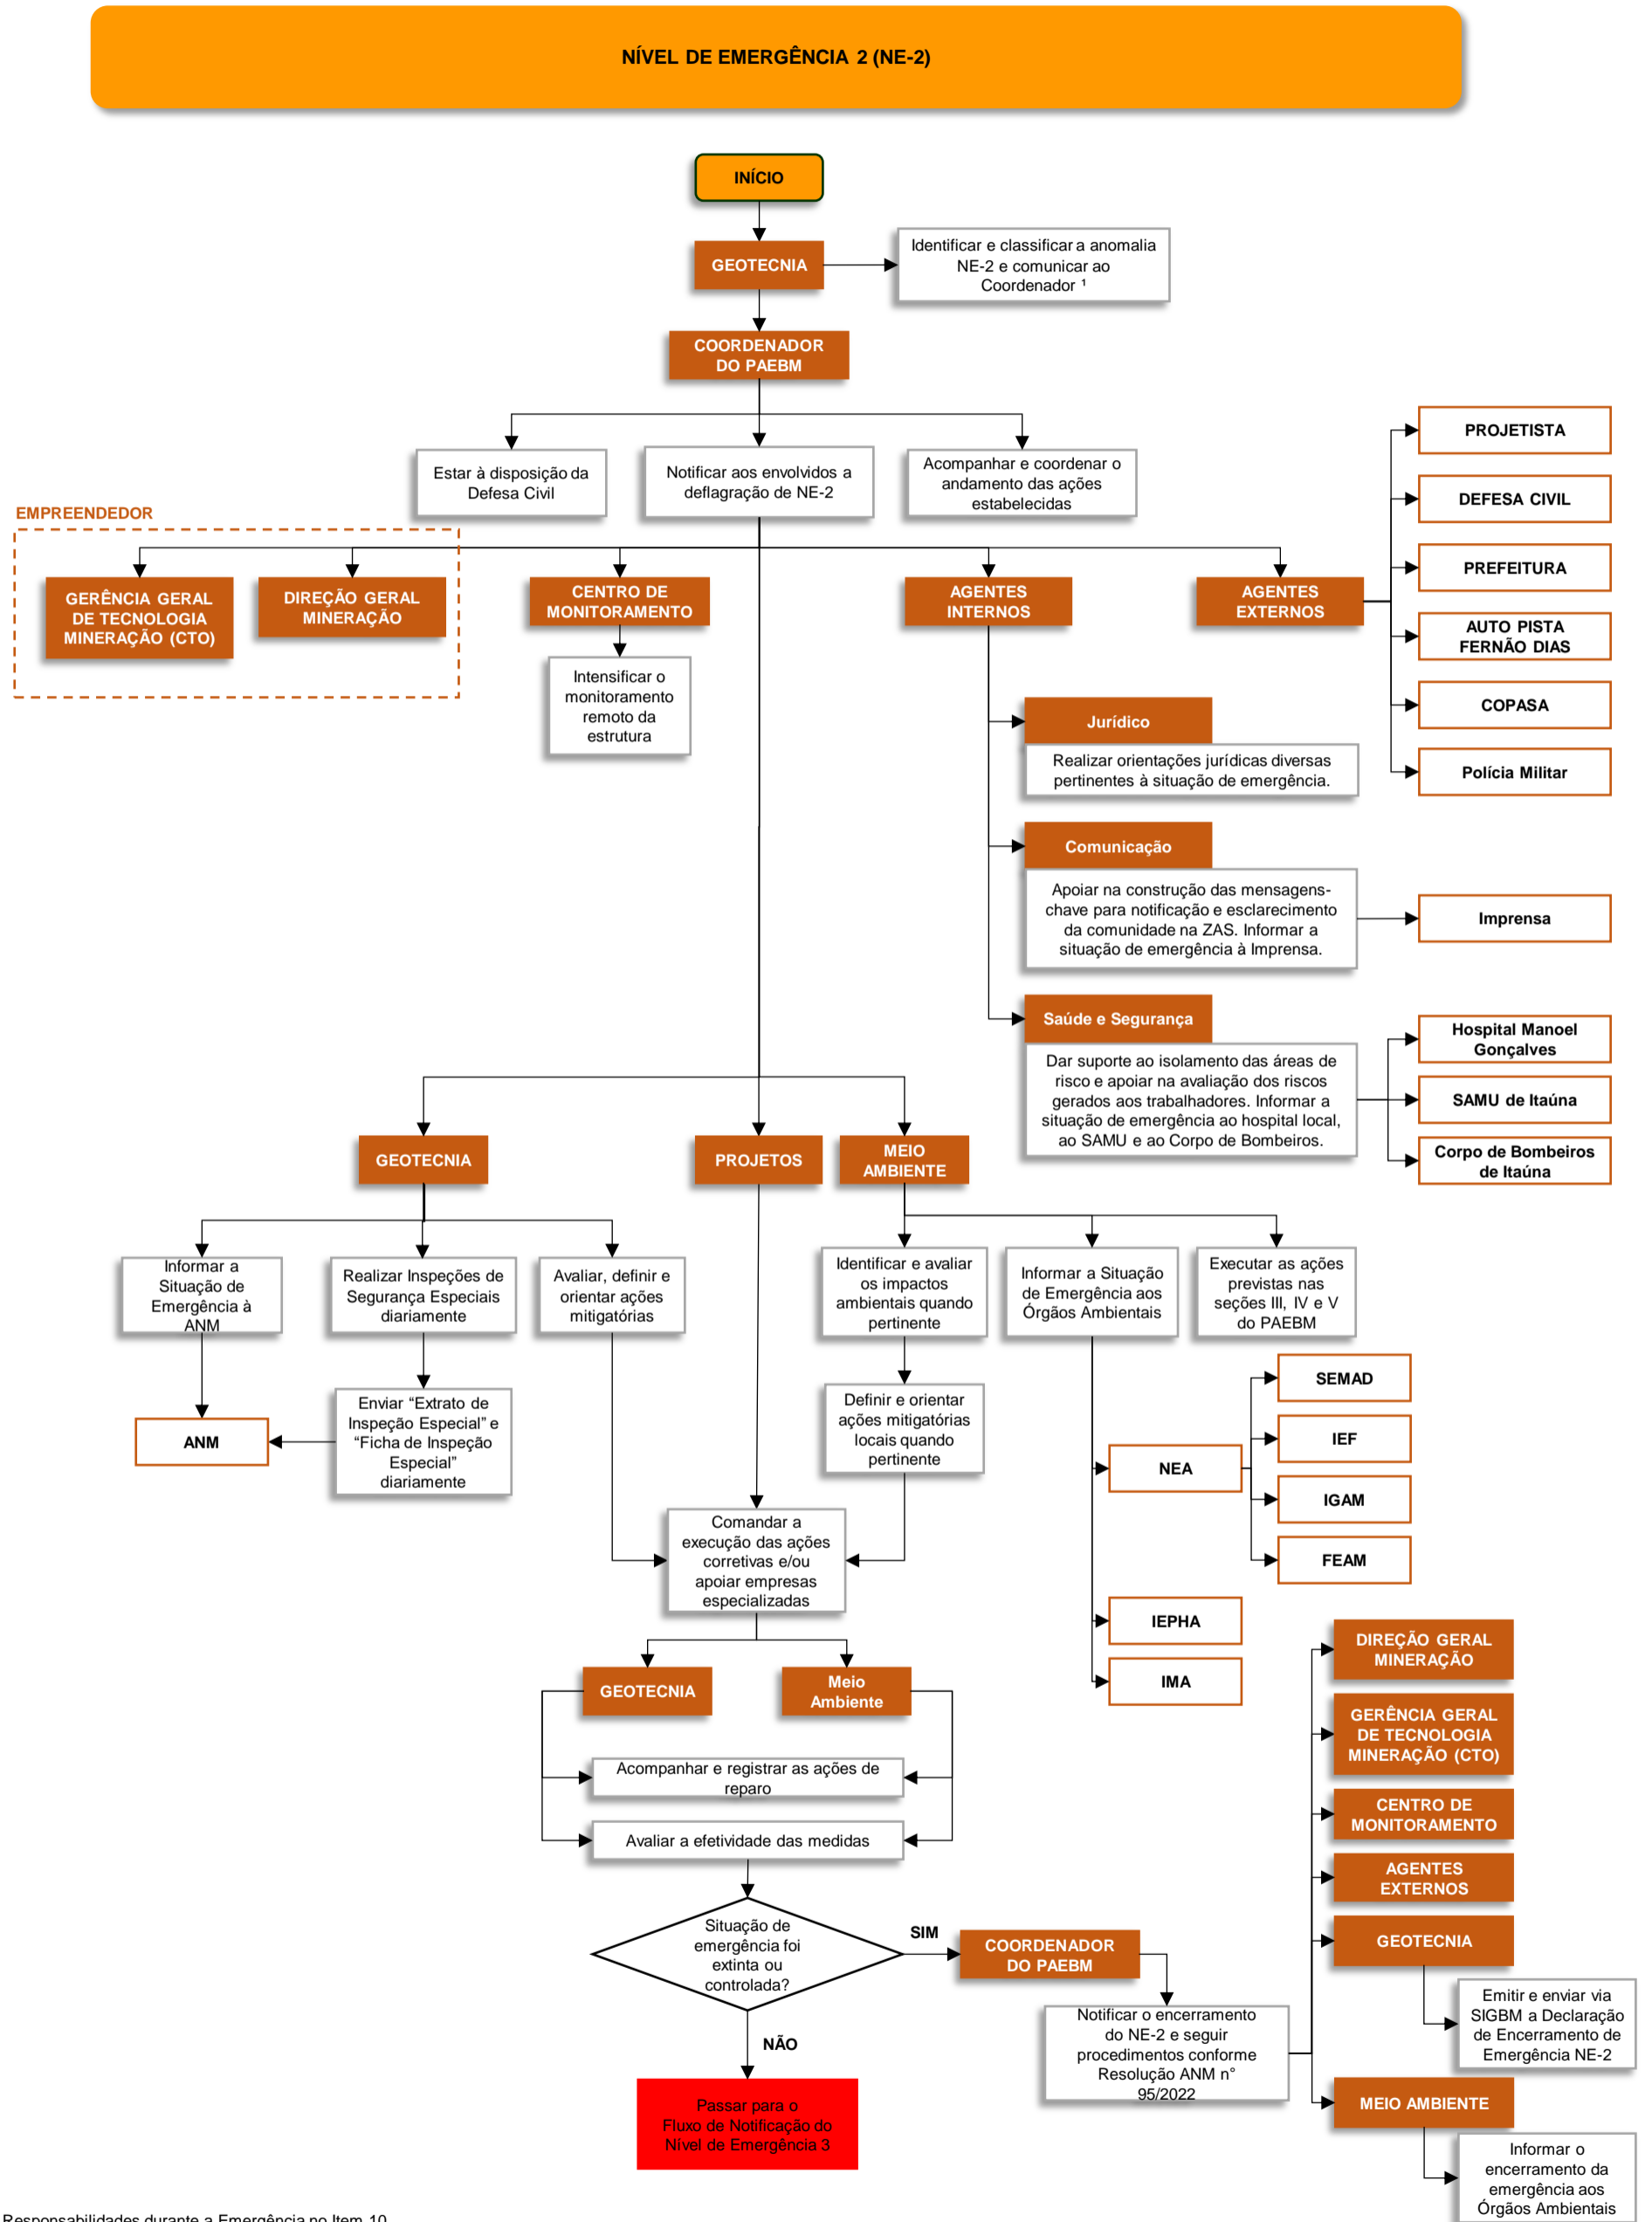 NÍVEL DE EMERGÊNCIA 2 (NE-2)
INÍCIO
GEOTECNIA
Identificar e classificar a anomalia
NE-2 e comunicar ao
Coordenador ¹
COORDENADOR
DO PAEBM
Estar à disposição da
Defesa Civil
Notificar aos envolvidos a
deflagração de NE-2
Acompanhar e coordenar o
andamento das ações
estabelecidas
EMPREENDEDOR
GERÊNCIA GERAL
DE TECNOLOGIA
MINERAÇÃO (CTO)
DIREÇÃO GERAL
MINERAÇÃO
CENTRO DE
MONITORAMENTO
Intensificar o
monitoramento
remoto da
estrutura
AGENTES
INTERNOS
AGENTES
EXTERNOS
PROJETISTA
DEFESA CIVIL
PREFEITURA
AUTO PISTA
FERNÃO DIAS
COPASA
Polícia Militar
Jurídico
Realizar orientações jurídicas diversas
pertinentes à situação de emergência.
Comunicação
Apoiar na construção das mensagens-
chave para notificação e esclarecimento
da comunidade na ZAS. Informar a
situação de emergência à Imprensa.
Imprensa
Saúde e Segurança
Dar suporte ao isolamento das áreas de
risco e apoiar na avaliação dos riscos
gerados aos trabalhadores. Informar a
situação de emergência ao hospital local,
ao SAMU e ao Corpo de Bombeiros.
Hospital Manoel
Gonçalves
SAMU de Itaúna
Corpo de Bombeiros
de Itaúna
GEOTECNIA
PROJETOS
MEIO
AMBIENTE
Informar a
Situação de
Emergência à
ANM
Realizar Inspeções de
Segurança Especiais
diariamente
Avaliar, definir e
orientar ações
mitigatórias
Identificar e avaliar
os impactos
ambientais quando
pertinente
Informar a Situação
de Emergência aos
Órgãos Ambientais
Executar as ações
previstas nas
seções III, IV e V
do PAEBM
ANM
Enviar “Extrato de
Inspeção Especial” e
“Ficha de Inspeção
Especial”
diariamente
Definir e orientar
ações mitigatórias
locais quando
pertinente
NEA
SEMAD
IEF
IGAM
FEAM
IEPHA
IMA
Comandar a
execução das ações
corretivas e/ou
apoiar empresas
especializadas
GEOTECNIA
Meio
Ambiente
Acompanhar e registrar as ações de
reparo
Avaliar a efetividade das medidas
Situação de
emergência foi
extinta ou
controlada?
SIM
NÃO
Passar para o
Fluxo de Notificação do
Nível de Emergência 3
COORDENADOR
DO PAEBM
Notificar o encerramento
do NE-2 e seguir
procedimentos conforme
Resolução ANM n°
95/2022
DIREÇÃO GERAL
MINERAÇÃO
GERÊNCIA GERAL
DE TECNOLOGIA
MINERAÇÃO (CTO)
CENTRO DE
MONITORAMENTO
AGENTES
EXTERNOS
GEOTECNIA
Emitir e enviar via
SIGBM a Declaração
de Encerramento de
Emergência NE-2
MEIO AMBIENTE
Informar o
encerramento da
emergência aos
Órgãos Ambientais
Responsabilidades durante a Emergência no Item 10